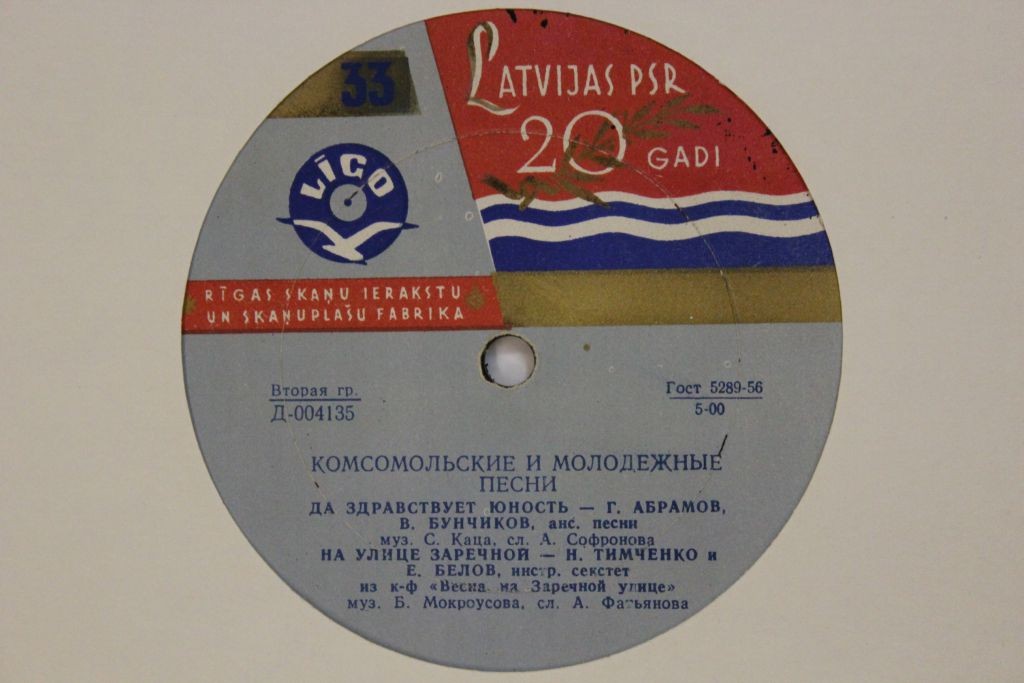 33
LATVIJAS PSR
20 GADI
LĪGO
RĪGAS SKAŅU IERAKSTU
UN SKAŅUPLAŠU FABRIKA
Вторая гр.
Д-004135
Гост 5289-56
5-00
КОМСОМОЛЬСКИЕ И МОЛОДЕЖНЫЕ
ПЕСНИ
ДА ЗДРАВСТВУЕТ ЮНОСТЬ — Г. АБРАМОВ,
В. БУНЧИКОВ, анс. песни
муз. С. Каца, сл. А. Софронова
НА УЛИЦЕ ЗАРЕЧНОЙ — Н. ТИМЧЕНКО и
Е. БЕЛОВ, инстр. секстет
из к-ф «Весна на Заречной улице»
муз. Б. Мокроусова, сл. А. Фатьянова